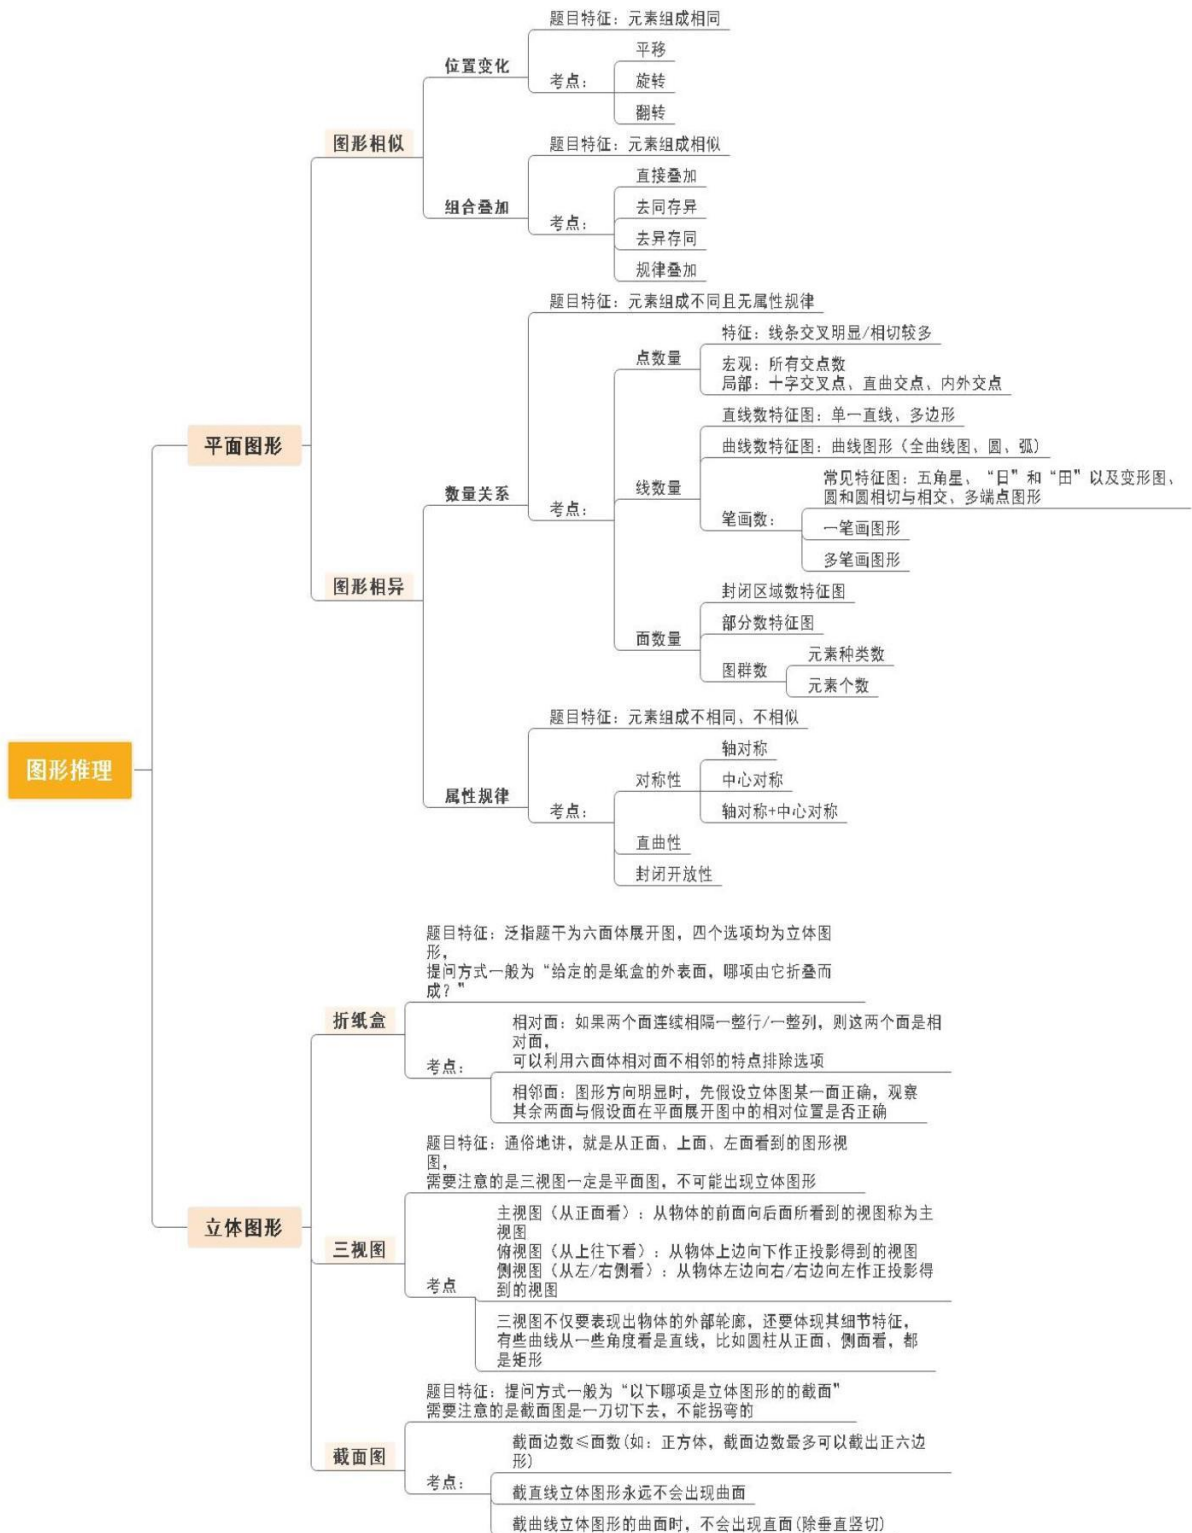 题目特征：元素组成相同
平移
位置变化
考点：
旋转
翻转
图形相似
题目特征：元素组成相似
直接叠加
组合叠加
去同存异
考点：
去异存同
规律叠加
题目特征：元素组成不同且无属性规律
特征：线条交叉明显/相切较多
点数量
宏观：所有交点数
局部：十字交叉点、直曲交点、内外交点
直线数特征图：单一直线、多边形
平面图形
曲线数特征图：曲线图形（全曲线图、圆、弧）
常见特征图：五角星、“日”和“田”以及变形图、
圆和圆相切与相交、多端点图形
线数量
数量关系
考点：
笔画数：
一笔画图形
多笔画图形
图形相异
封闭区域数特征图
部分数特征图
面数量
元素种类数
图群数
元素个数
题目特征：元素组成不相同、不相似
轴对称
图形推理
对称性
中心对称
属性规律
考点：
轴对称+中心对称
直曲性
封闭开放性
题目特征：泛指题干为六面体展开图，四个选项均为立体图
形，
提问方式一般为“给定的是纸盒的外表面，哪项由它折叠而
成？”
折纸盒
相对面：如果两个面连续相隔一整行/一整列，则这两个面是相
对面，
可以利用六面体相对面不相邻的特点排除选项
考点：
相邻面：图形方向明显时，先假设立体图某一面正确，观察
其余两面与假设面在平面展开图中的相对位置是否正确
题目特征：通俗地讲，就是从正面、上面、左面看到的图形视
图，
需要注意的是三视图一定是平面图，不可能出现立体图形
立体图形
主视图（从正面看）：从物体的前面向后面所看到的视图称为主
视图
三视图
俯视图（从上往下看）：从物体上边向下作正投影得到的视图
侧视图（从左/右侧看）：从物体左边向右/右边向左作正投影得
到的视图
考点
三视图不仅要表现出物体的外部轮廓，还要体现其细节特征，
有些曲线从一些角度看是直线，比如圆柱从正面、侧面看，都
是矩形
题目特征：提问方式一般为“以下哪项是立体图形的的截面”
需要注意的是截面图是一刀切下去，不能拐弯的
截面图
截面边数≤面数(如：正方体，截面边数最多可以截出正六边
形)
考点：
截直线立体图形永远不会出现曲面
截曲线立体图形的曲面时，不会出现直面(除垂直竖切)